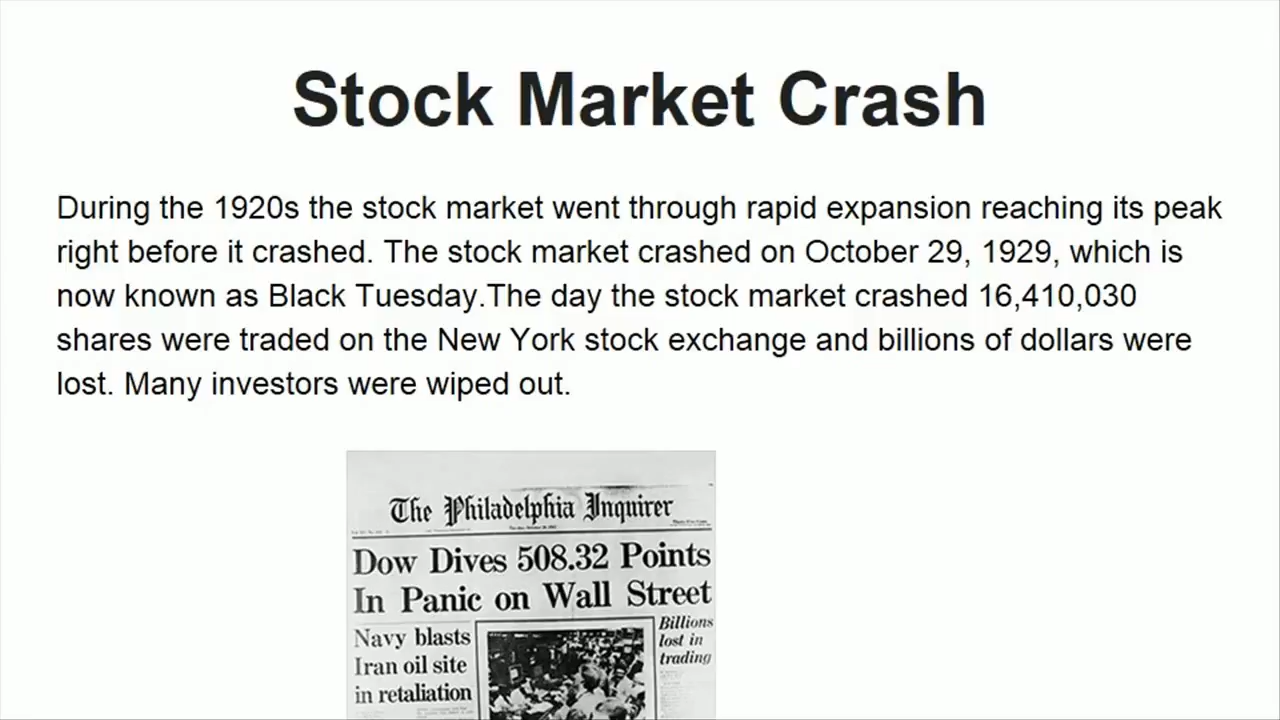 Stock Market Crash
During the 1920s the stock market went through rapid expansion reaching its peak
right before it crashed. The stock market crashed on October 29, 1929, which is
now known as Black Tuesday.The day the stock market crashed 16,410,030
shares were traded on the New York stock exchange and billions of dollars were
lost. Many investors were wiped out.
The Philadelphia Inquirer
Dow Dives 508.32 Points
In Panic on Wall Street
Navy blasts
Iran oil site
in retaliation
Billions
lost in
trading